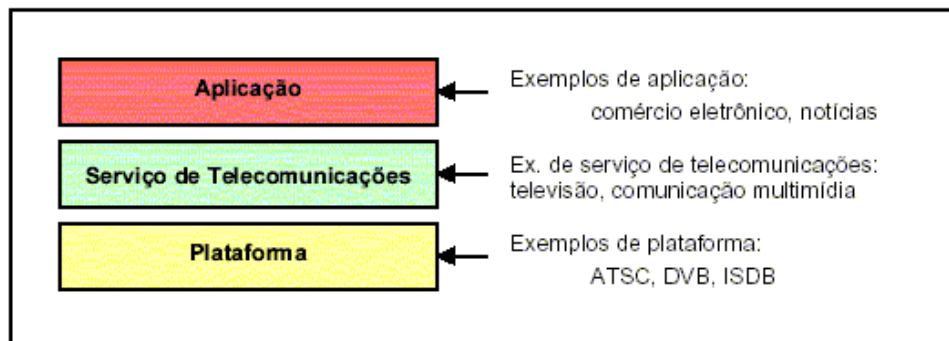 Aplicação
Exemplos de aplicação:
comércio eletrônico, notícias
Serviço de Telecomunicações
Ex. de serviço de telecomunicações:
televisão, comunicação multimídia
Plataforma
Exemplos de plataforma:
ATSC, DVB, ISDB